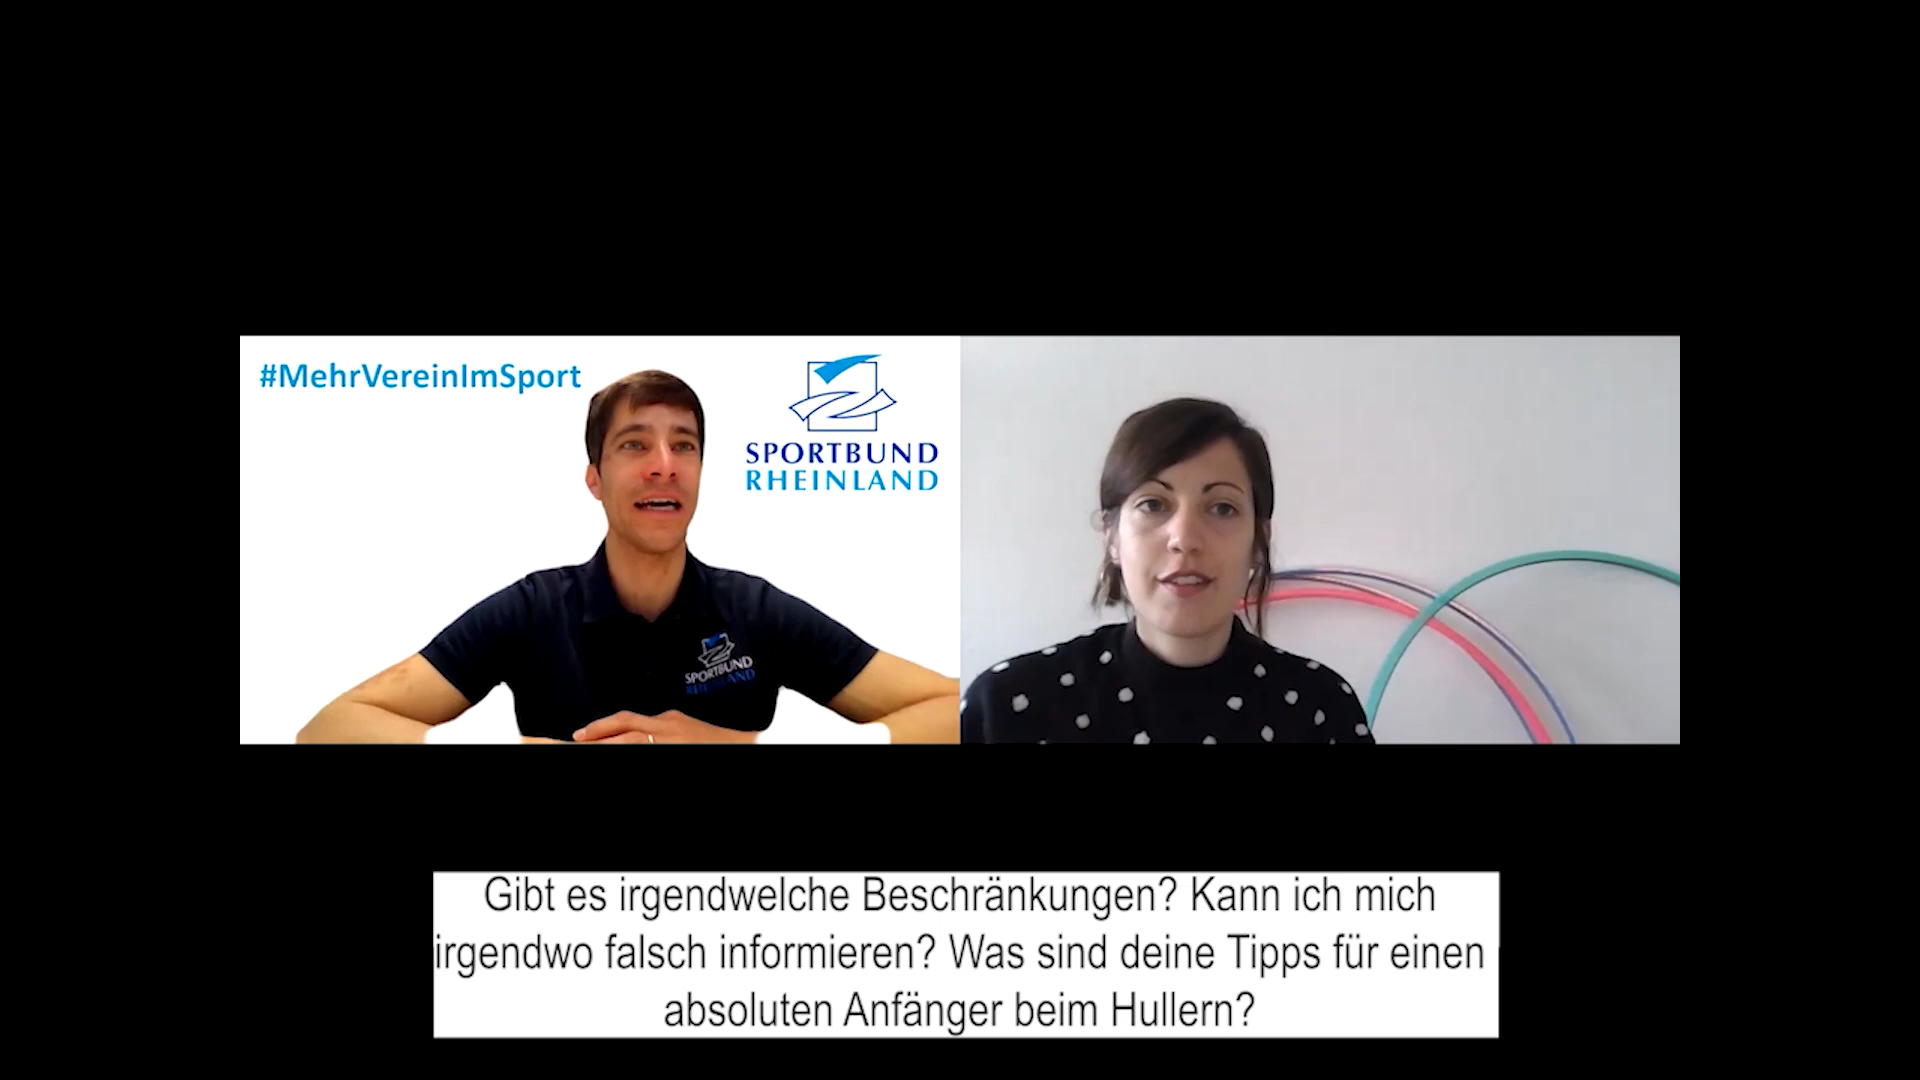 #MehrVereinImSport
SPORTBUND
RHEINLAND
SPORTBUND
RHEINLAND
Gibt es irgendwelche Beschränkungen? Kann ich mich
irgendwo falsch informieren? Was sind deine Tipps für einen
absoluten Anfänger beim Hullern?